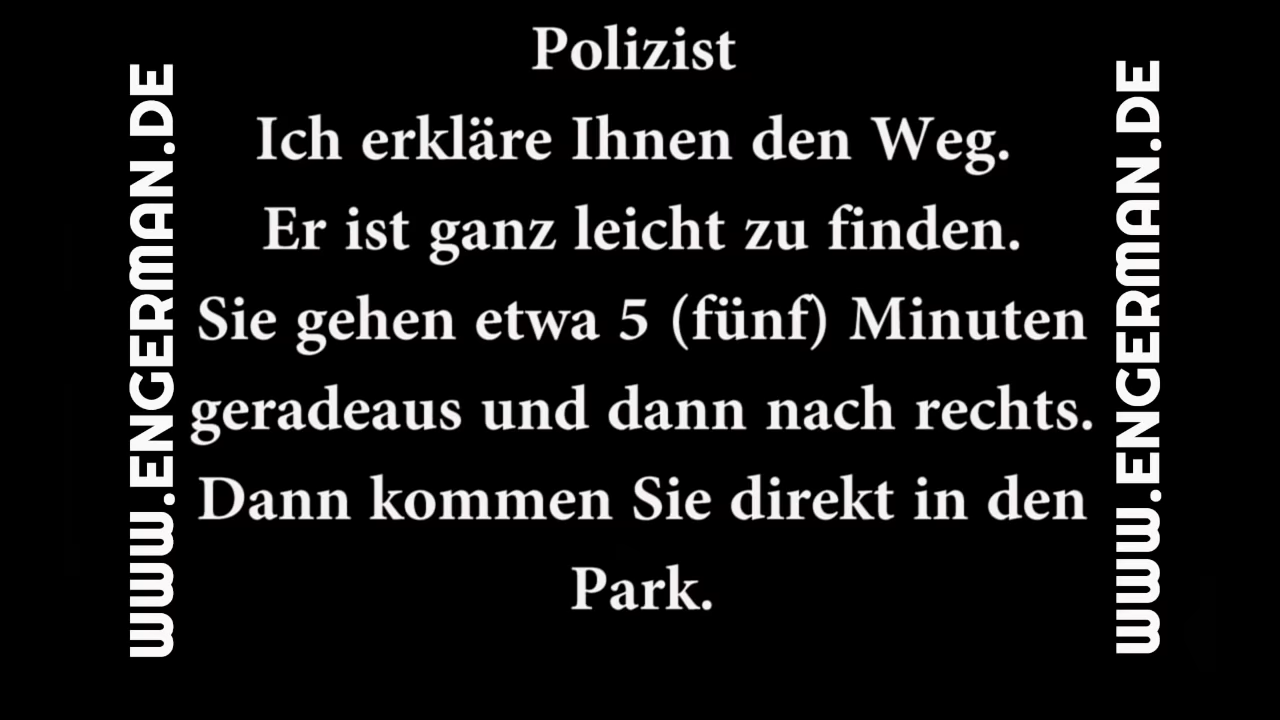 Polizist
Ich erkläre Ihnen den Weg.
Er ist ganz leicht zu finden.
Sie gehen etwa 5 (fünf) Minuten
geradeaus und dann nach rechts.
Dann kommen Sie direkt in den
Park.
WWW.ENGERMAN.DE
WWW.ENGERMAN.DE